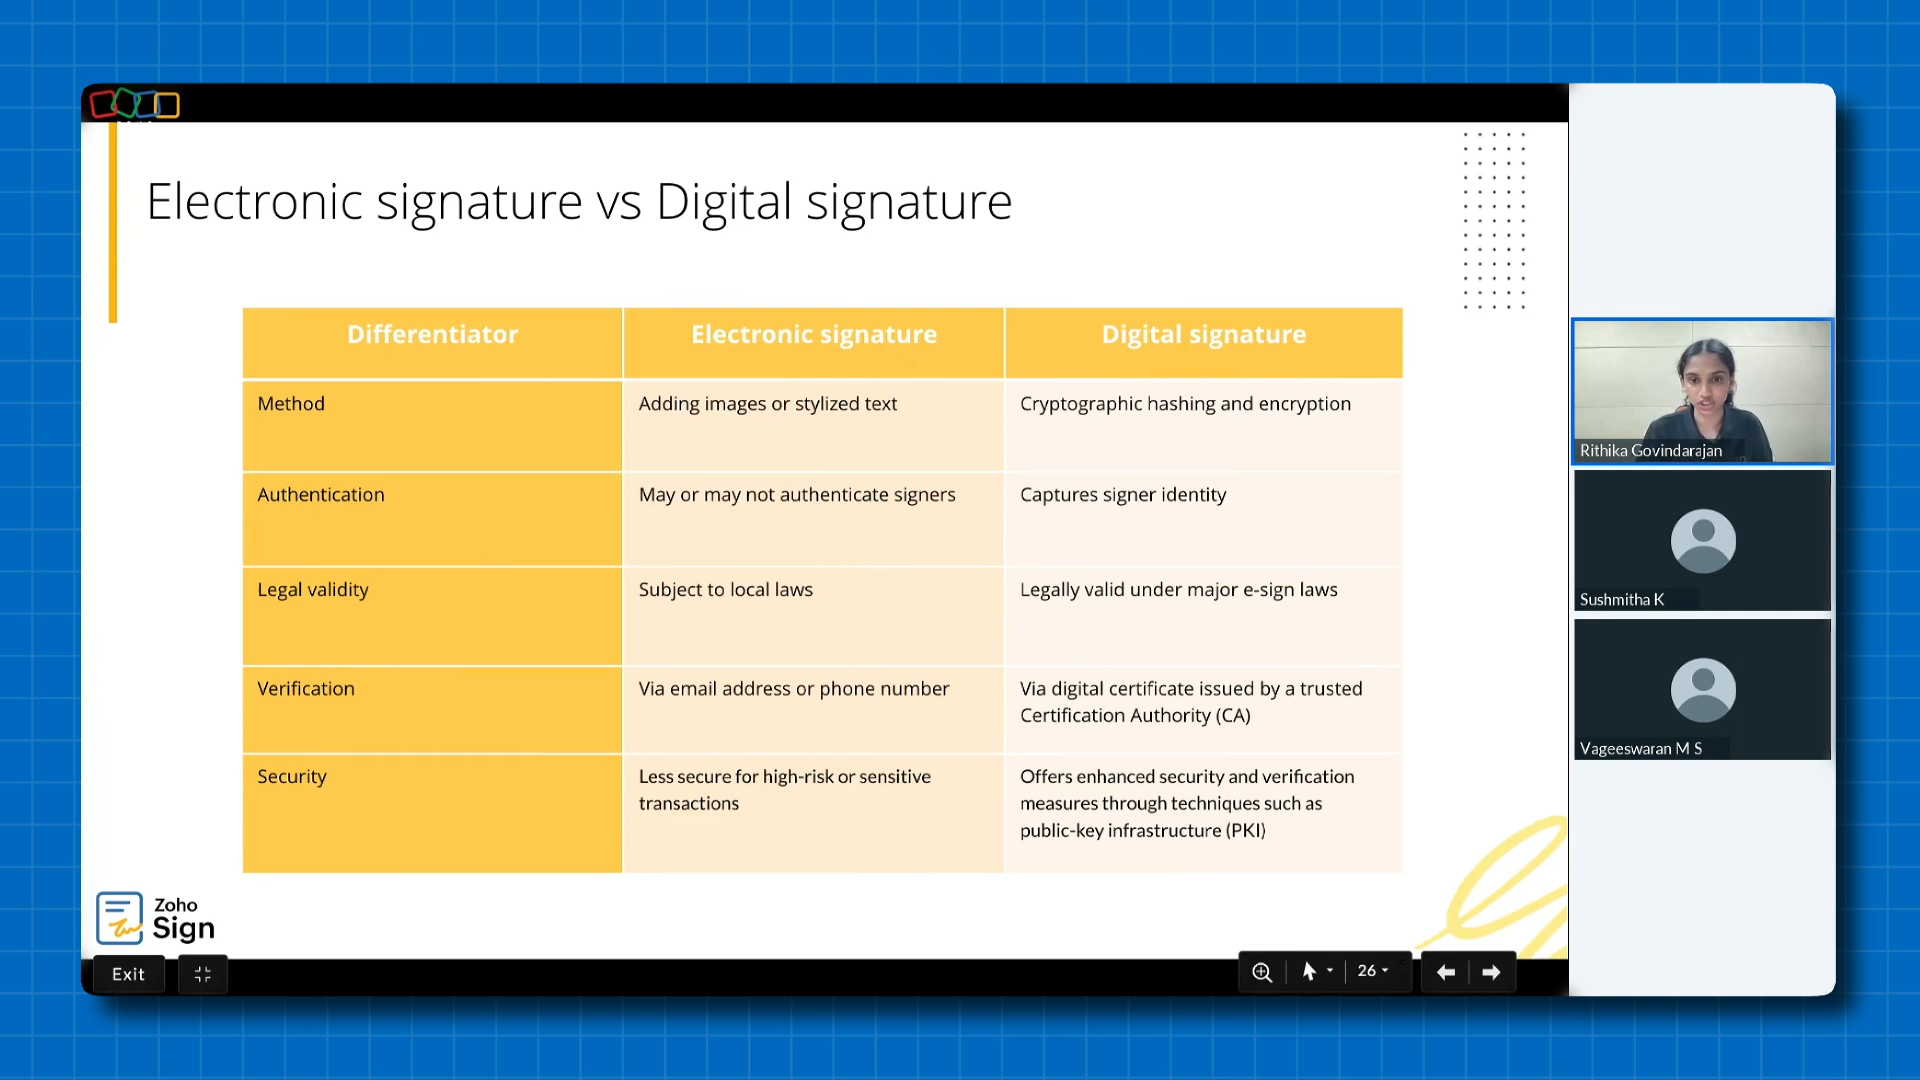 Electronic signature vs Digital signature
Differentiator
Electronic signature
Digital signature
Method
Adding images or stylized text
Cryptographic hashing and encryption
Authentication
May or may not authenticate signers
Captures signer identity
Legal validity
Subject to local laws
Legally valid under major e-sign laws
Verification
Via email address or phone number
Via digital certificate issued by a trusted
Certification Authority (CA)
Security
Less secure for high-risk or sensitive
transactions
Offers enhanced security and verification
measures through techniques such as
public-key infrastructure (PKI)
Zoho
Sign
Exit
26
Rithika Govindarajan
Sushmitha K
Vageeswaran M S